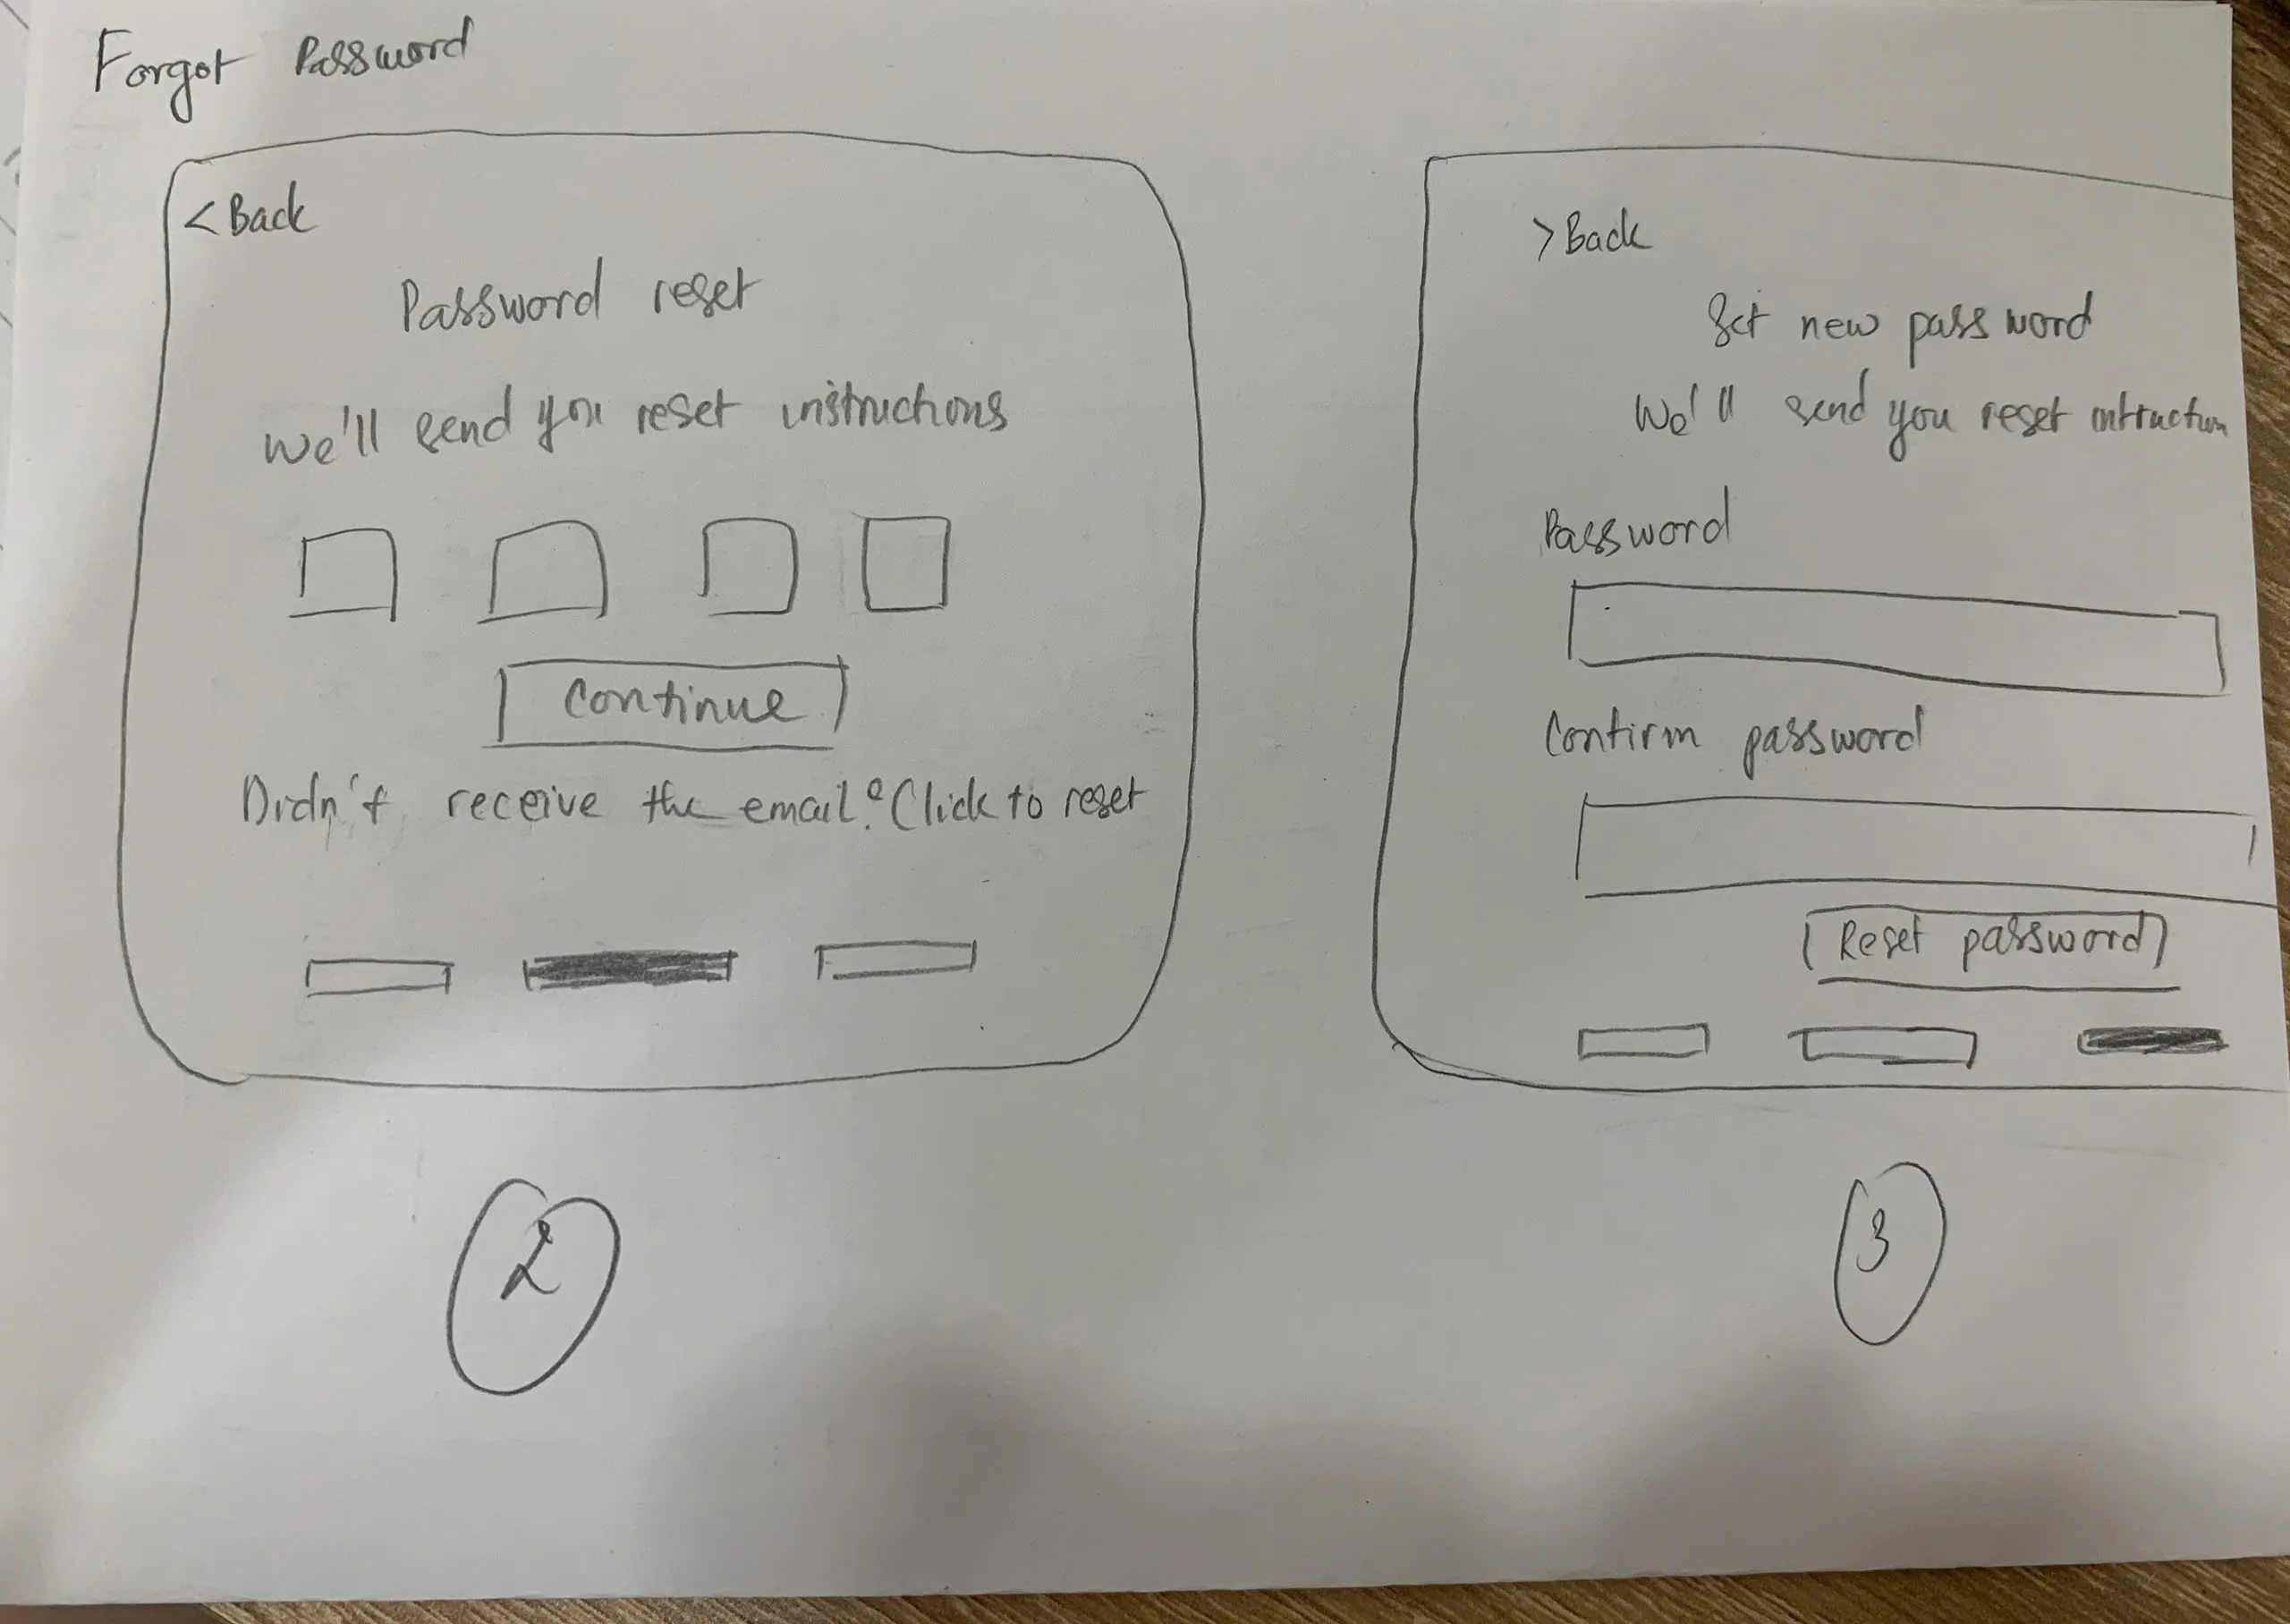 Forgot Password
< Back
Password reset
We'll send you reset instructions
Continue
Didn't receive the email? Click to reset
2
> Back
Set new password
We'll send you reset intruction
Password
Confirm password
Reset password
3